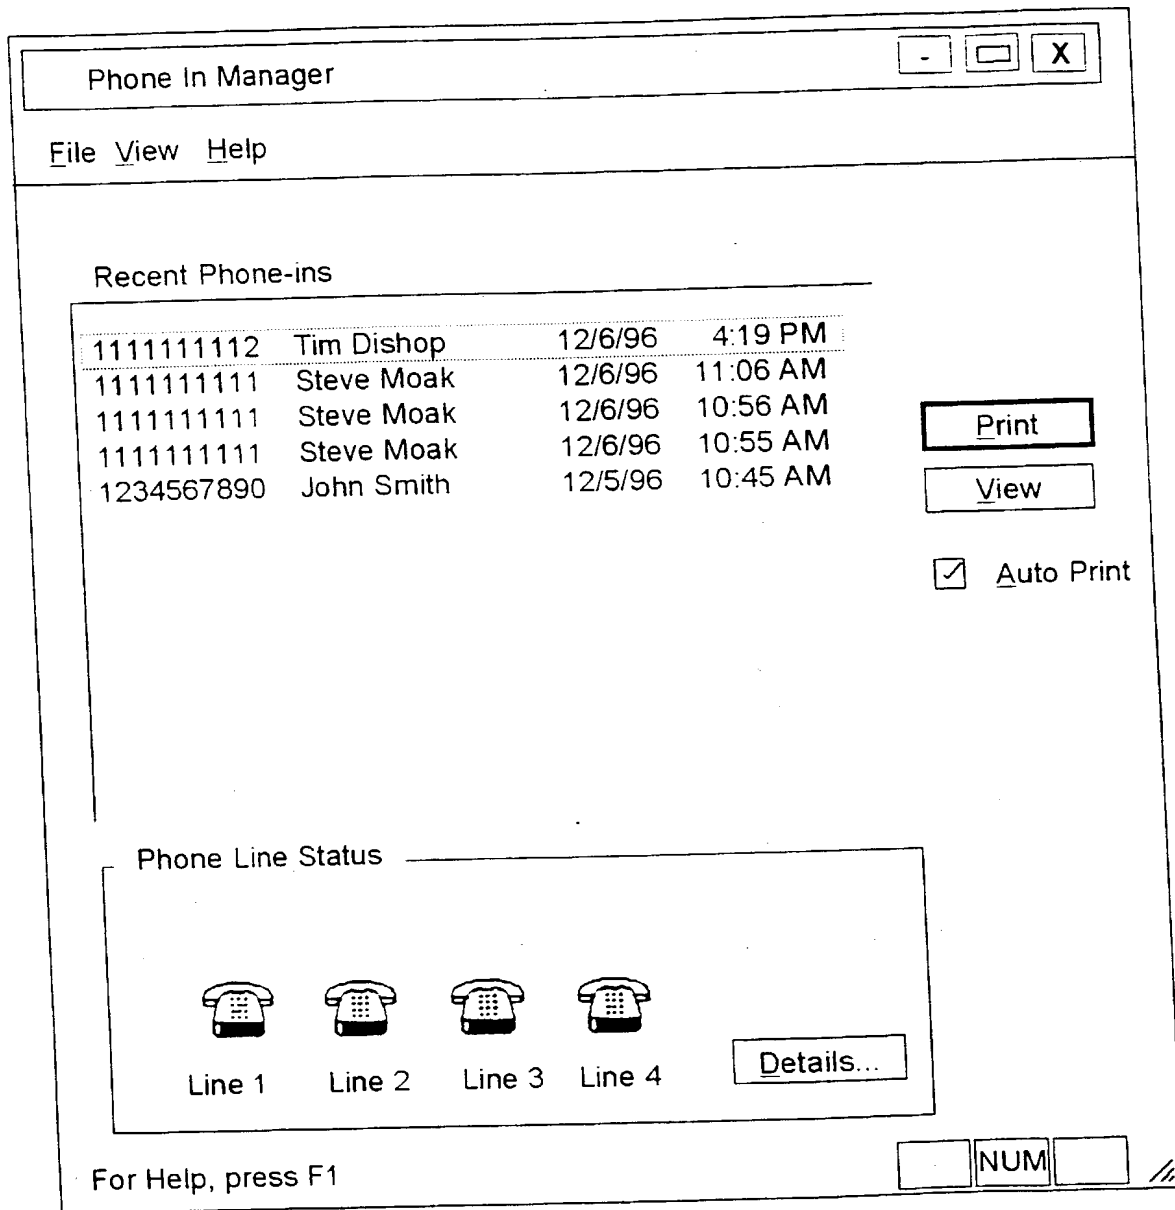 Phone In Manager - X
File View Help
Recent Phone-ins
1111111112 Tim Dishop 12/6/96 4:19 PM
1111111111 Steve Moak 12/6/96 11:06 AM
1111111111 Steve Moak 12/6/96 10:56 AM
1111111111 Steve Moak 12/6/96 10:55 AM
1234567890 John Smith 12/5/96 10:45 AM
Print
View
Auto Print
Phone Line Status
Line 1 Line 2 Line 3 Line 4
Details...
For Help, press F1 NUM